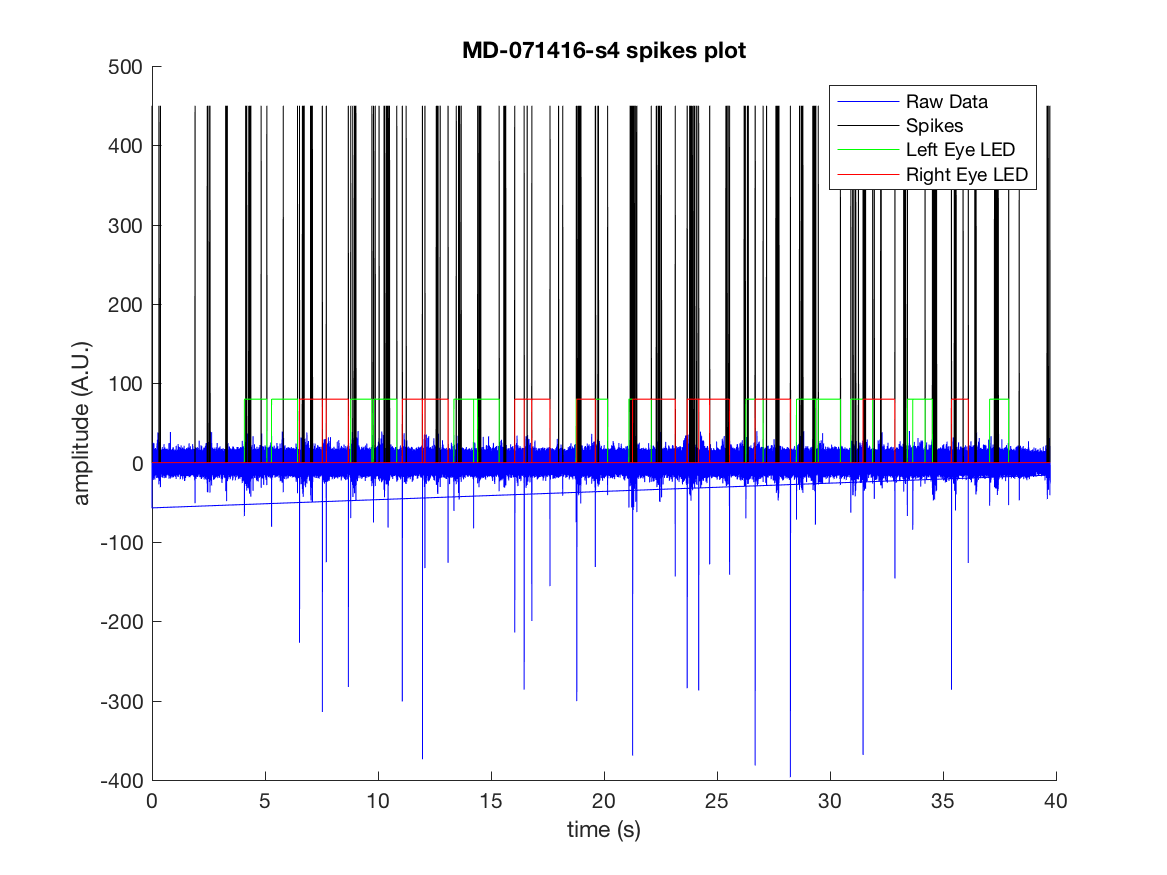 MD-071416-s4 spikes plot
500
400
300
200
100
0
-100
-200
-300
-400
amplitude (A.U.)
Raw Data
Spikes
Left Eye LED
Right Eye LED
0 5 10 15 20 25 30 35 40
time (s)